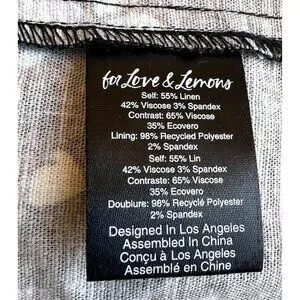 for Love & Lemons
Self: 55% Linen
42% Viscose 3% Spandex
Contrast: 65% Viscose
35% Ecovero
Lining: 98% Recycled Polyester
2% Spandex
Self: 55% Lin
42% Viscose 3% Spandex
Contraste: 65% Viscose
35% Ecovero
Doublure: 98% Recyclé Polyester
2% Spandex
Designed In Los Angeles
Assembled In China
Conçu à Los Angeles
Assemblé en Chine